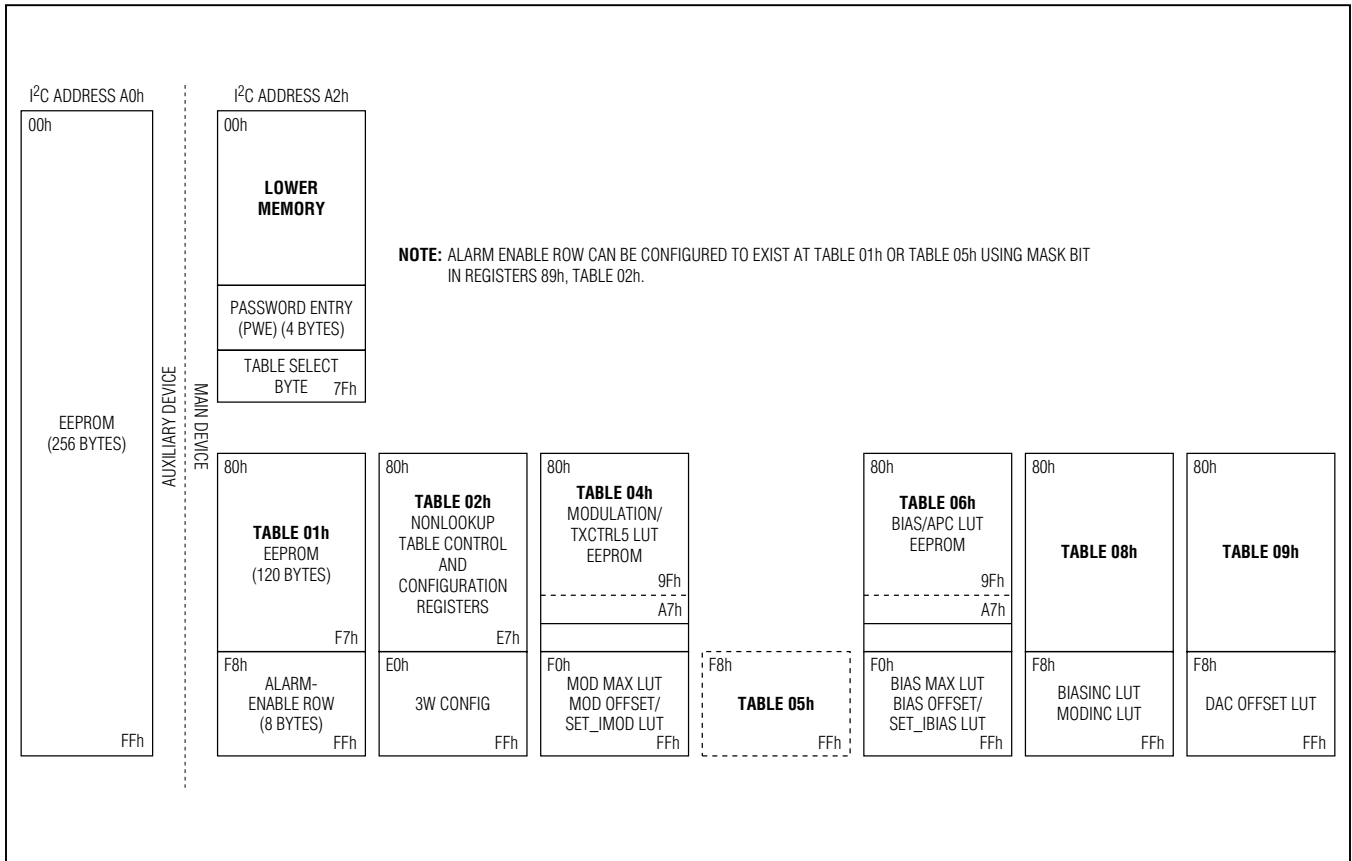 I2C ADDRESS A0h
00h
EEPROM
(256 BYTES)
FFh
AUXILIARY DEVICE
MAIN DEVICE
I2C ADDRESS A2h
00h
LOWER
MEMORY
PASSWORD ENTRY
(PWE) (4 BYTES)
TABLE SELECT
BYTE 7Fh
NOTE: ALARM ENABLE ROW CAN BE CONFIGURED TO EXIST AT TABLE 01h OR TABLE 05h USING MASK BIT
IN REGISTERS 89h, TABLE 02h.
80h
TABLE 01h
EEPROM
(120 BYTES)
F7h
F8h
ALARM-
ENABLE ROW
(8 BYTES)
FFh
80h
TABLE 02h
NONLOOKUP
TABLE CONTROL
AND
CONFIGURATION
REGISTERS
E7h
E0h
3W CONFIG
FFh
80h
TABLE 04h
MODULATION/
TXCTRL5 LUT
EEPROM
9Fh
A7h
F0h
MOD MAX LUT
MOD OFFSET/
SET_IMOD LUT
FFh
F8h
TABLE 05h
FFh
80h
TABLE 06h
BIAS/APC LUT
EEPROM
9Fh
A7h
F0h
BIAS MAX LUT
BIAS OFFSET/
SET_IBIAS LUT
FFh
80h
TABLE 08h
F8h
BIASINC LUT
MODINC LUT
FFh
80h
TABLE 09h
F8h
DAC OFFSET LUT
FFh